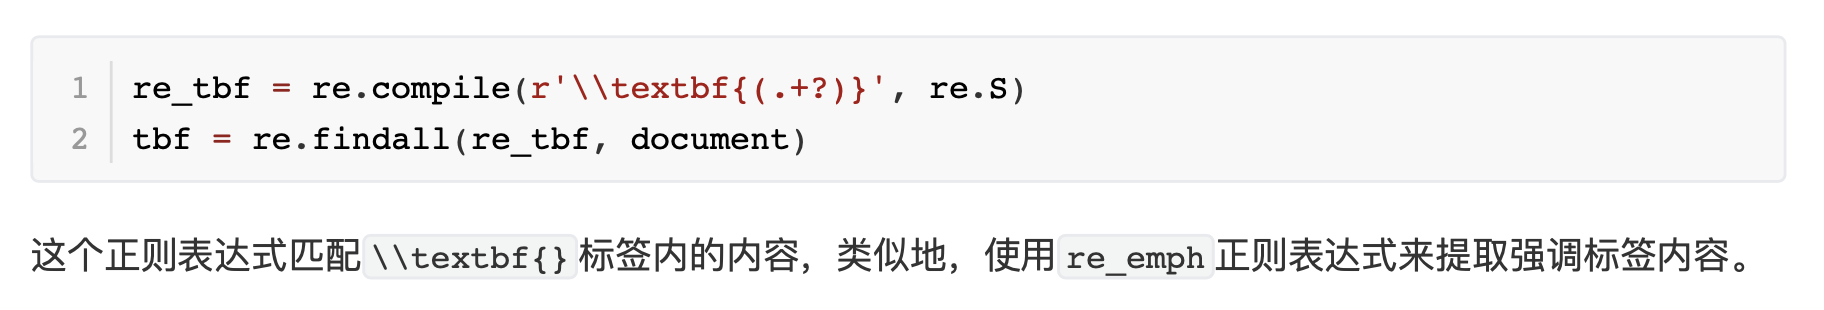 1 re_tbf = re.compile(r'\\textbf{(.+?)}', re.S)
2 tbf = re.findall(re_tbf, document)
这个正则表达式匹配\\textbf{}标签内的内容，类似地，使用re_emph正则表达式来提取强调标签内容。